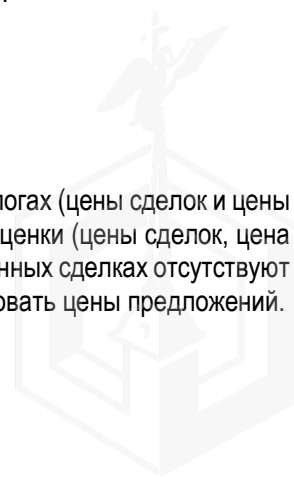 логах (цены сделок и цены
ценки (цены сделок, цена
нных сделках отсутствуют
овать цены предложений.